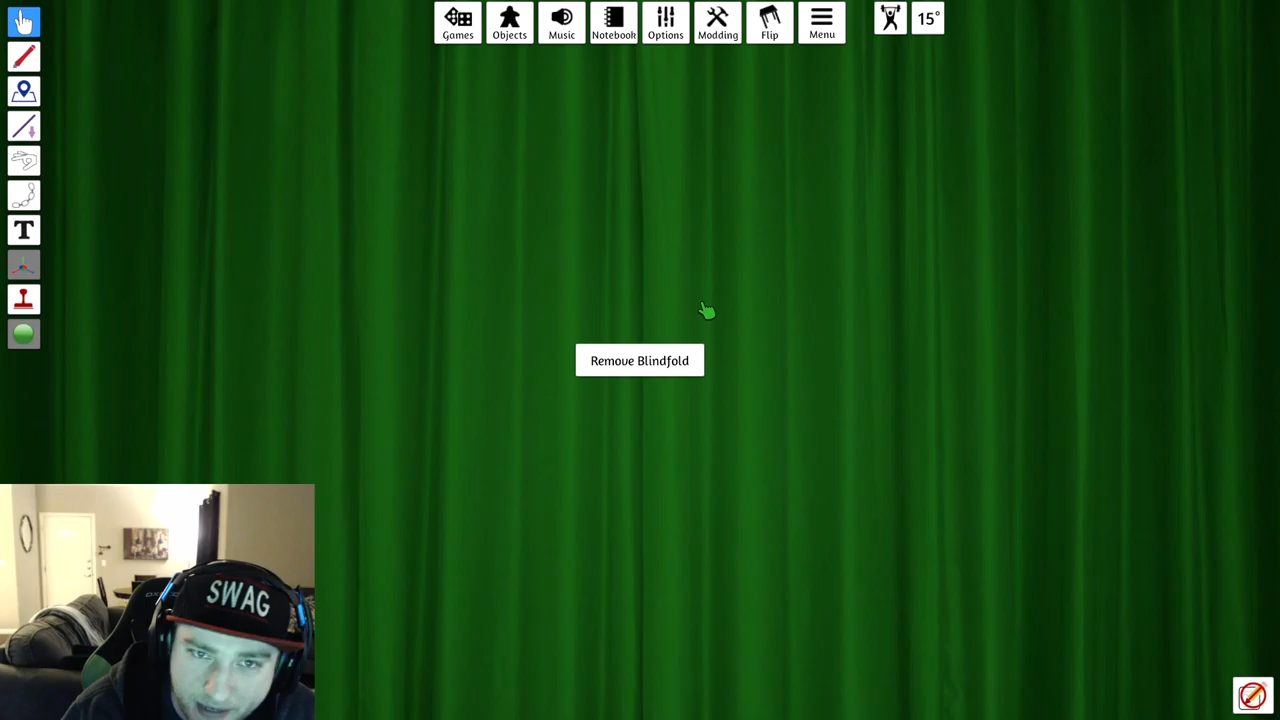 Games Objects Music Notebook Options Modding Flip Menu 15°
T
Remove Blindfold
SWAG